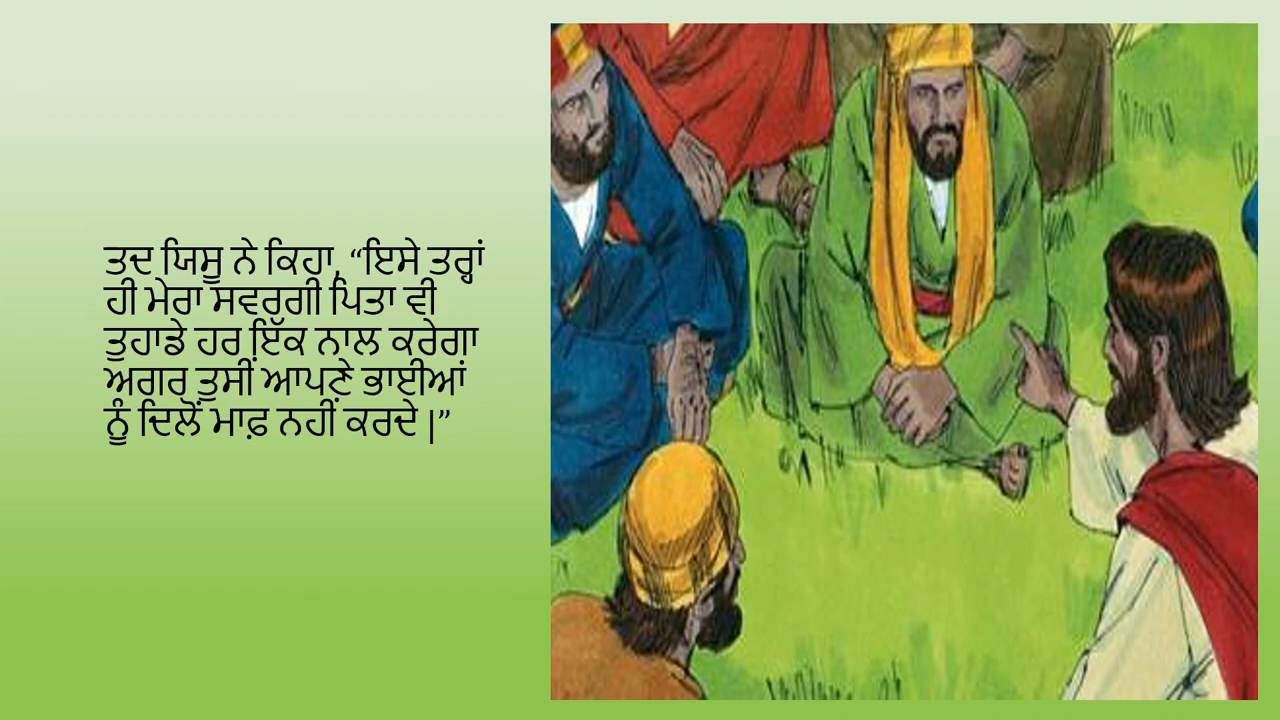 ਤਦ ਯਿਸੂ ਨੇ ਕਿਹਾ, “ਇਸੇ ਤਰ੍ਹਾਂ
ਹੀ ਮੇਰਾ ਸਵਰਗੀ ਪਿਤਾ ਵੀ
ਤੁਹਾਡੇ ਹਰ ਇੱਕ ਨਾਲ ਕਰੇਗਾ
ਅਗਰ ਤੁਸੀਂ ਆਪਣੇ ਭਾਈਆਂ
ਨੂੰ ਦਿਲੋਂ ਮਾਫ਼ ਨਹੀਂ ਕਰਦੇ |”